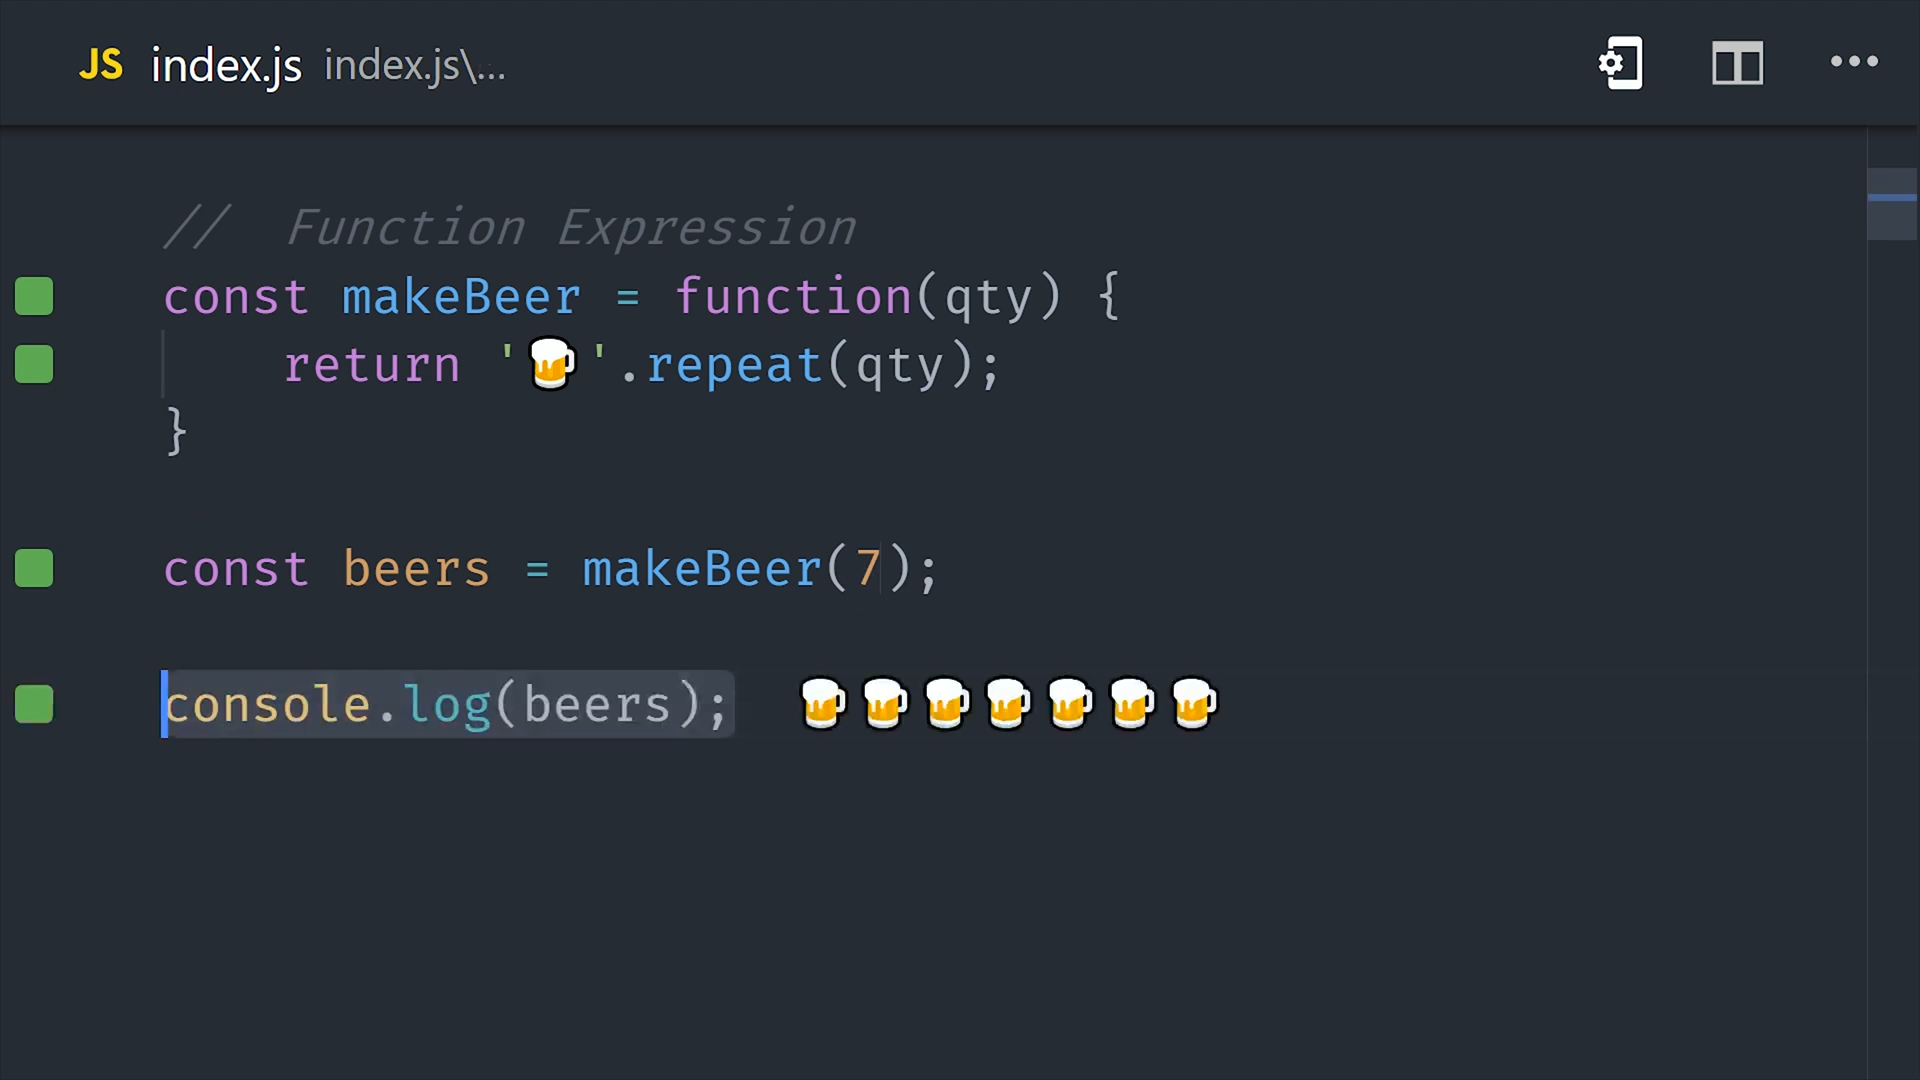 JS index.js index.js\...
//  Function Expression
const makeBeer = function(qty) {
    return '🍺'.repeat(qty);
}
const beers = makeBeer(7);
console.log(beers); 🍺🍺🍺🍺🍺🍺🍺